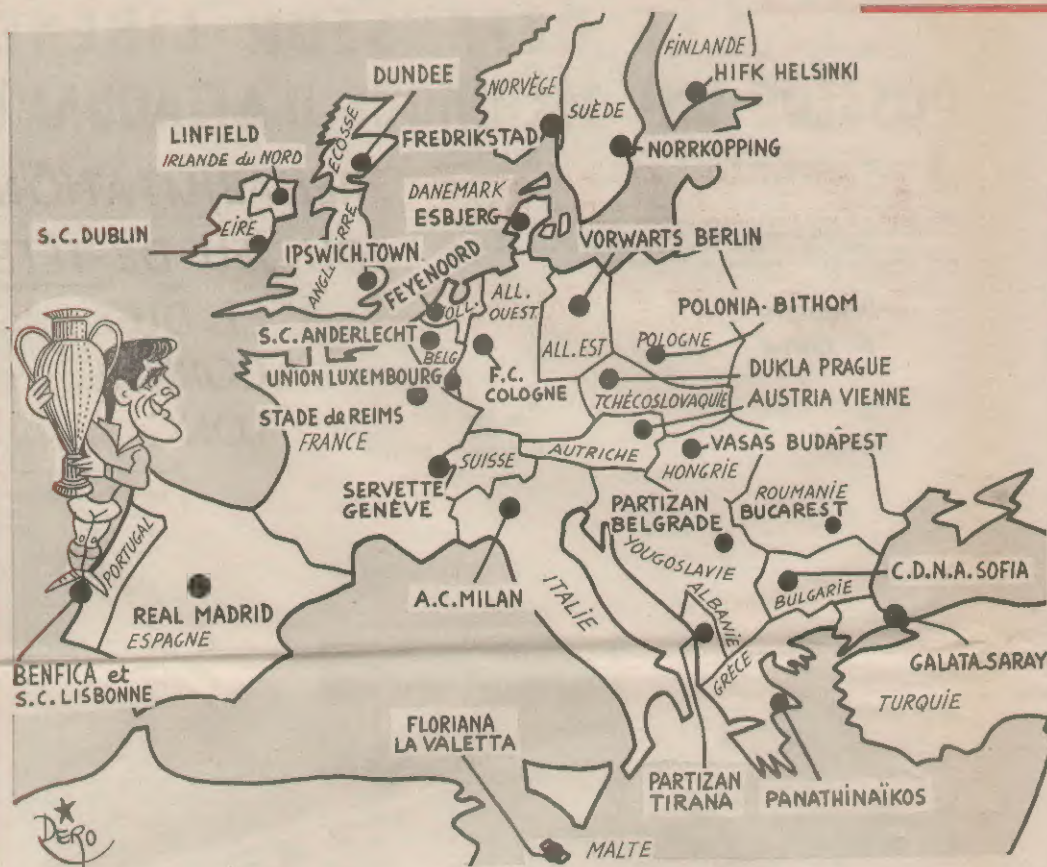 FINLANDE
HIFK HELSINKI
DUNDEE
NORVÈGE
SUÈDE
FREDRIKSTAD
NORRKOPPING
LINFIELD
IRLANDE du NORD
ECOSSE
DANEMARK
ESBJERG
S.C. DUBLIN
EÏRE
VORWARTS BERLIN
IPSWICH.TOWN
ANGLETERRE
FEYENOORD
HOLL.
ALL.
OUEST
ALL. EST
POLONIA-BITHOM
POLOGNE
S.C. ANDERLECHT
BELG
UNION LUXEMBOURG
F.C.
COLOGNE
DUKLA PRAGUE
TCHÉCOSLOVAQUIE
AUSTRIA VIENNE
STADE de REIMS
FRANCE
AUTRICHE
VASAS BUDAPEST
HONGRIE
SUISSE
SERVETTE
GENÈVE
ROUMANIE
BUCAREST
PARTIZAN
BELGRADE
YOUGOSLAVIE
C.D.N.A. SOFIA
BULGARIE
PORTUGAL
REAL MADRID
ESPAGNE
A.C. MILAN
ITALIE
ALBANIE
GRÈCE
GALATA.SARAY
TURQUIE
BENFICA et
S.C. LISBONNE
FLORIANA
LA VALETTA
PARTIZAN
TIRANA
PANATHINAÏKOS
MALTE
DERO